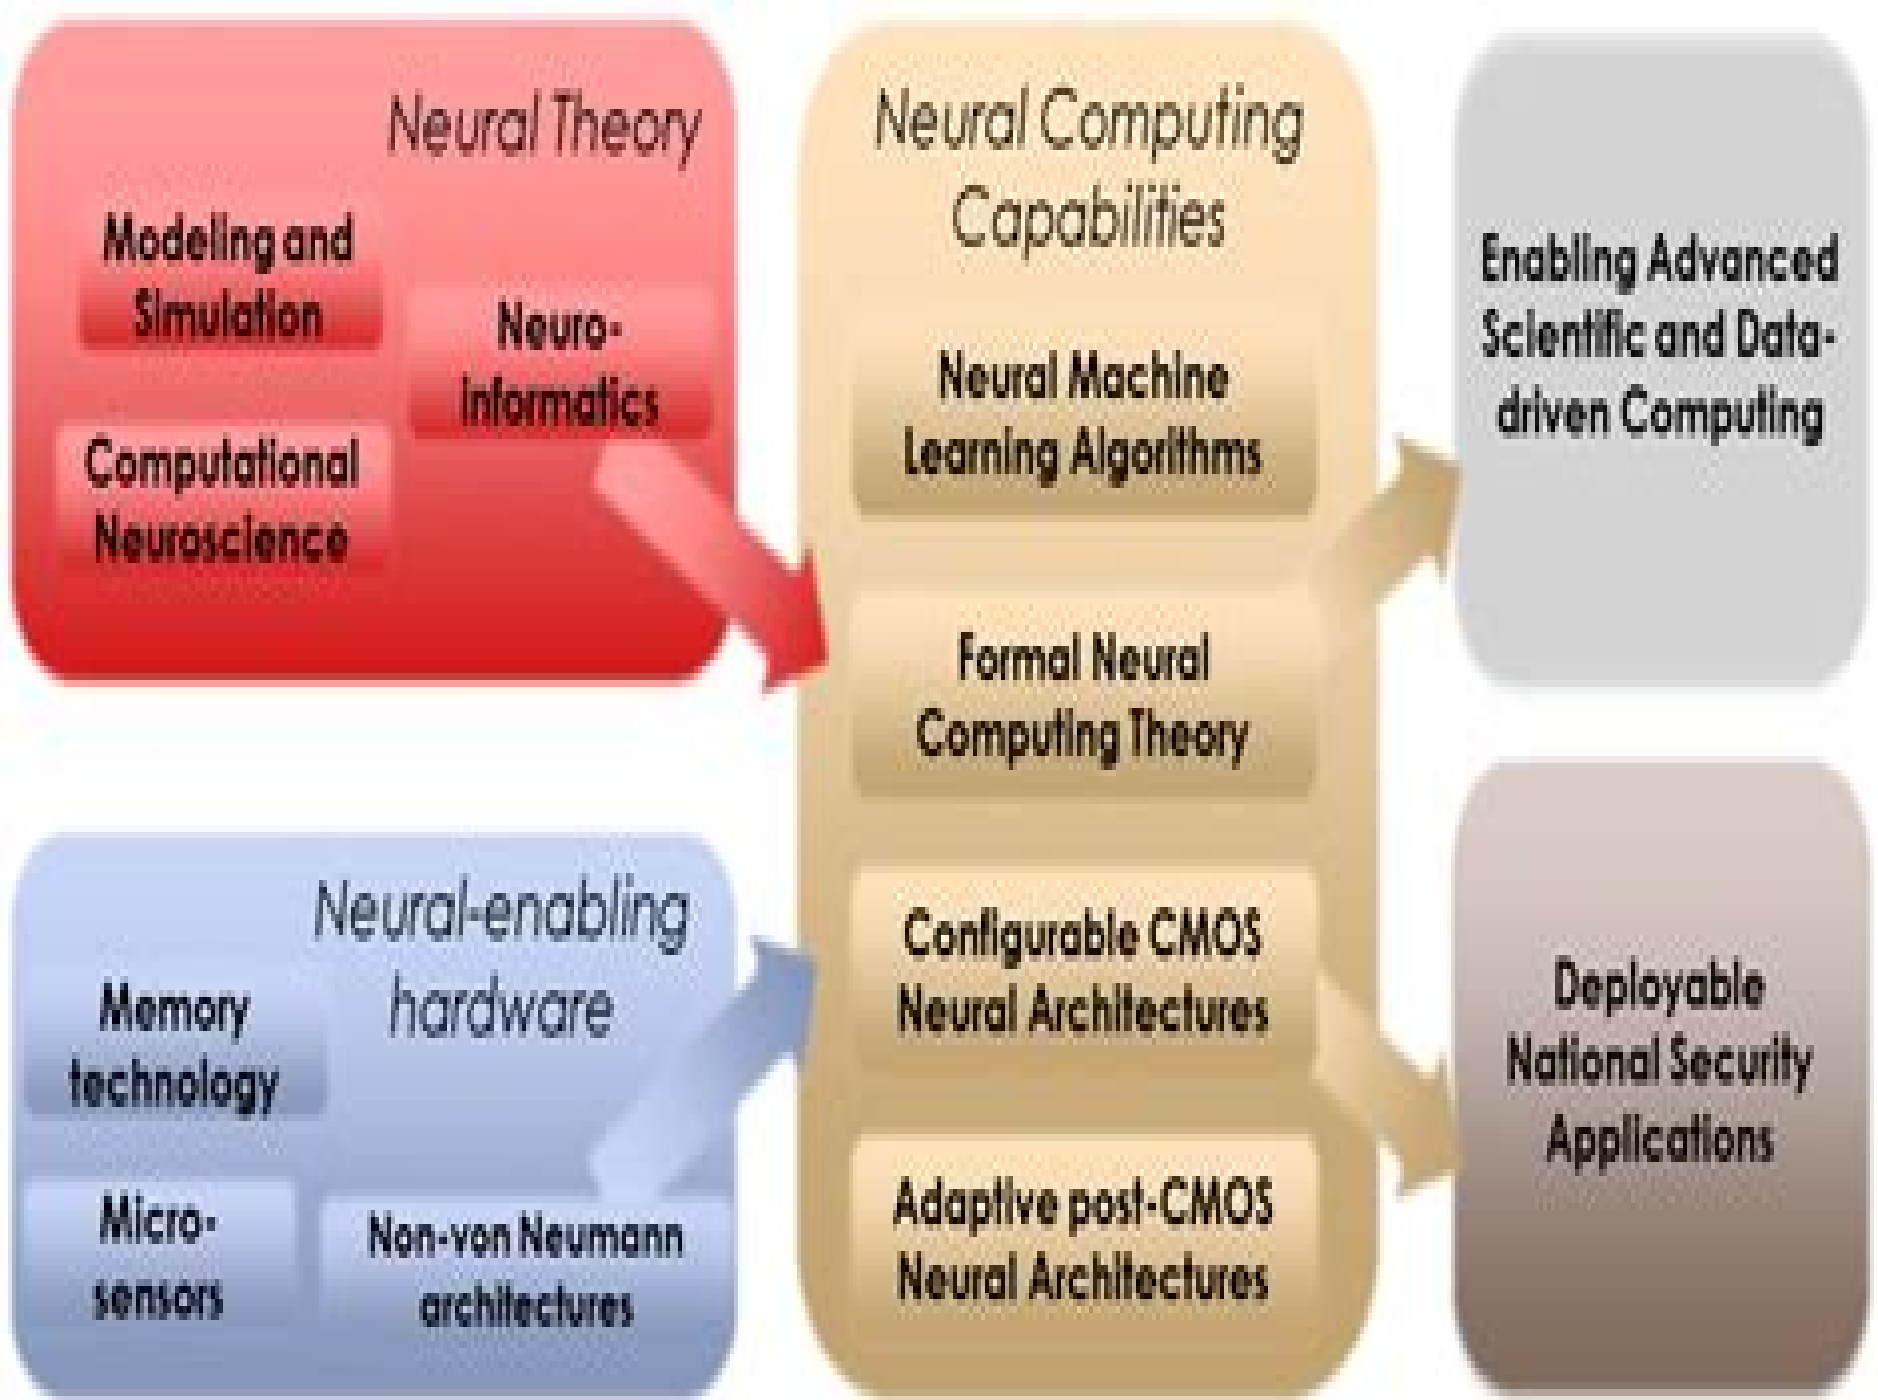 Neural Theory
Modeling and
Simulation
Neuro-
informatics
Computational
Neuroscience
Neural-enabling
hardware
Memory
technology
Micro-
sensors
Non-von Neumann
architectures
Neural Computing
Capabilities
Neural Machine
Learning Algorithms
Formal Neural
Computing Theory
Configurable CMOS
Neural Architectures
Adaptive post-CMOS
Neural Architectures
Enabling Advanced
Scientific and Data-
driven Computing
Deployable
National Security
Applications